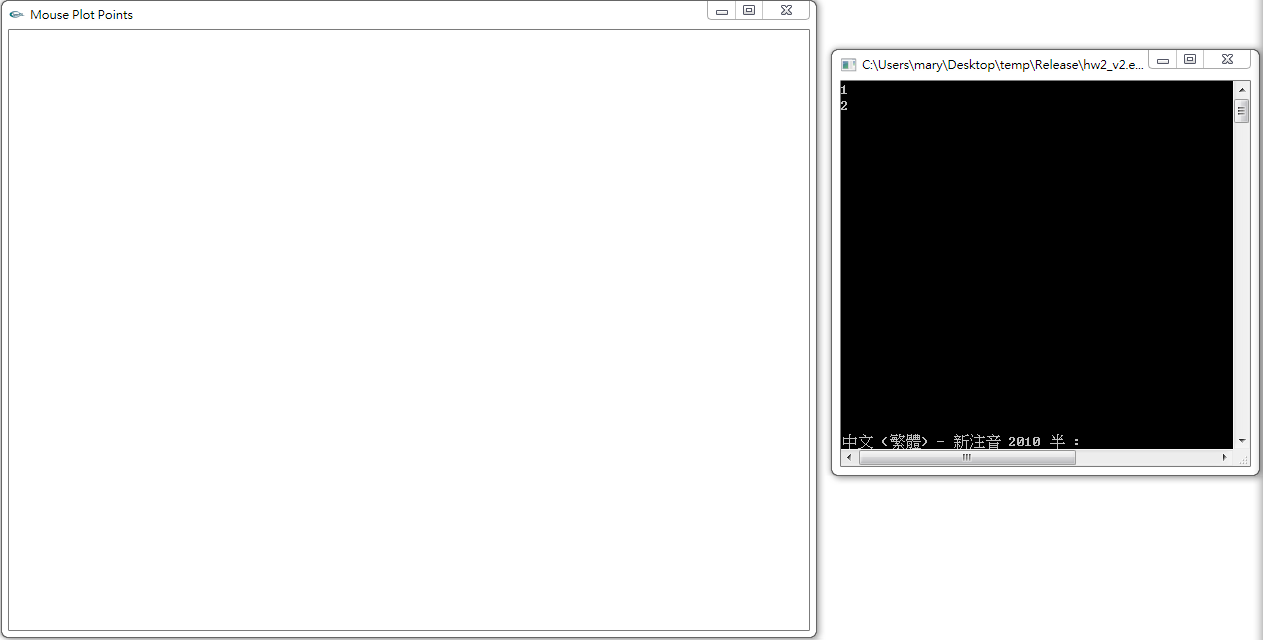 Mouse Plot Points
C:\Users\mary\Desktop\temp\Release\hw2_v2.e...
1
2
中文 (繁體) - 新注音 2010 半 :